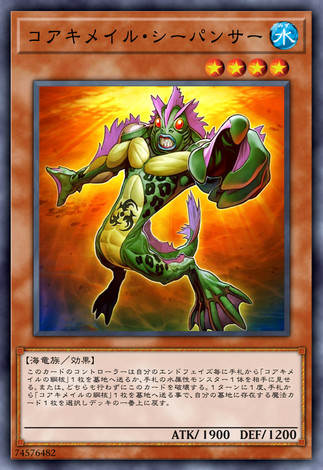 コアキメイル・シーパンサー
水
【海竜族／効果】
このカードのコントローラーは自分のエンドフェイズ毎に手札から「コアキメ
イルの鋼核」１枚を墓地へ送るか、手札の水属性モンスター１体を相手に見せ
る。または、どちらも行わずにこのカードを破壊する。１ターンに１度、手札か
ら「コアキメイルの鋼核」１枚を墓地へ送る事で、自分の墓地に存在する魔法カ
ード１枚を選択しデッキの一番上に戻す。
ATK/1900 DEF/1200
74576482